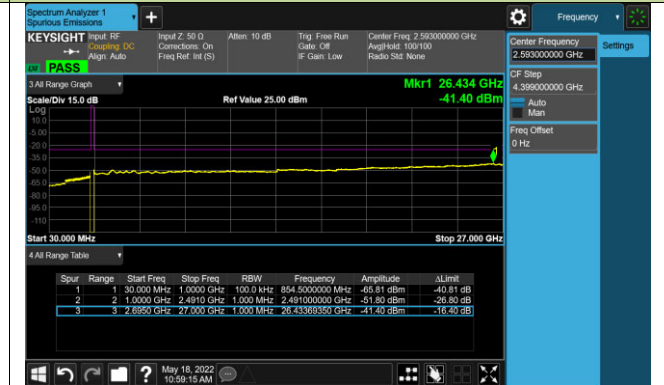 Spectrum Analyzer 1
Spurious Emissions
Frequency
KEYSIGHT Input: RF
Coupling: DC
Align: Auto
Input Z: 50 Ω
Corrections: On
Freq Ref: Int (S)
Atten: 10 dB
Trig: Free Run
Gate: Off
IF Gain: Low
Center Freq: 2.593000000 GHz
Avg|Hold: 100/100
Radio Std: None
PASS
Center Frequency
2.593000000 GHz
Settings
CF Step
4.399000000 GHz
Auto
Man
Freq Offset
0 Hz
3 All Range Graph
Mkr1 26.434 GHz
Scale/Div 15.0 dB
Ref Value 25.00 dBm
-41.40 dBm
Log
10.0
-5.00
-20.0
-35.0
-50.0
-65.0
-80.0
-95.0
-110
Start 30.000 MHz
Stop 27.000 GHz
4 All Range Table
Spur Range Start Freq Stop Freq RBW Frequency Amplitude ΔLimit
1 1 30.000 MHz 1.0000 GHz 100.0 kHz 854.5000000 MHz -65.81 dBm -40.81 dB
2 2 1.0000 GHz 2.4910 GHz 1.000 MHz 2.491000000 GHz -51.80 dBm -26.80 dB
3 3 2.6950 GHz 27.000 GHz 1.000 MHz 26.43369350 GHz -41.40 dBm -16.40 dB
?
May 18, 2022
10:59:15 AM